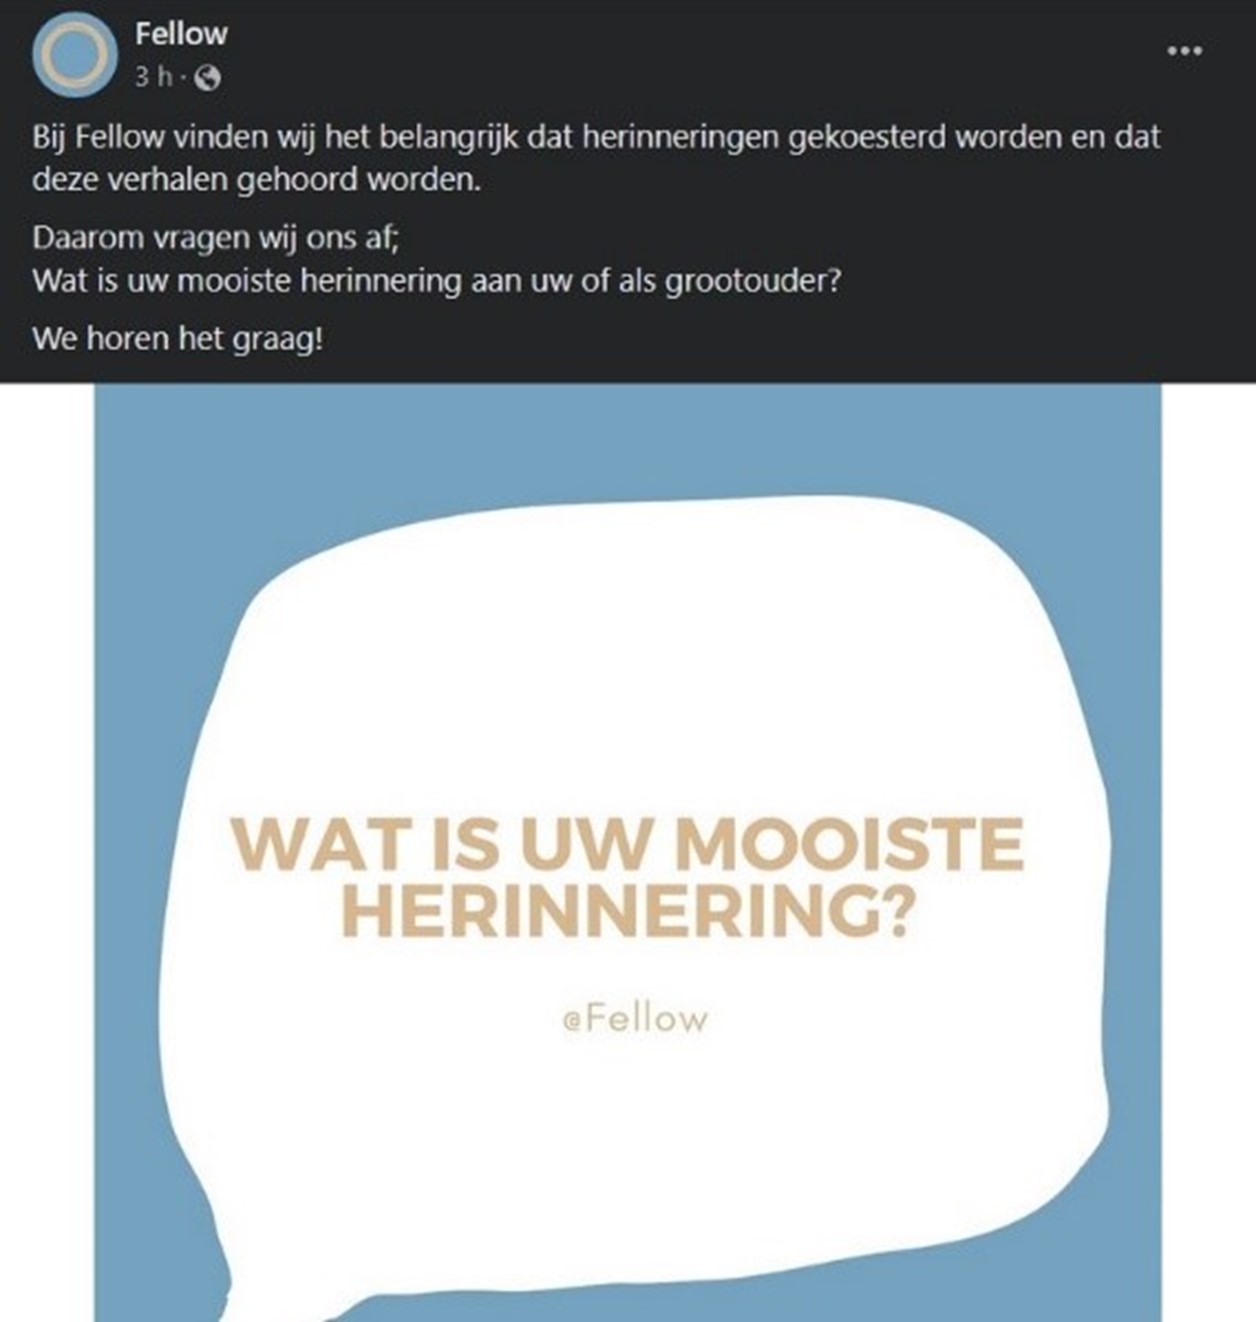 Fellow
3 h ·
Bij Fellow vinden wij het belangrijk dat herinneringen gekoesterd worden en dat
deze verhalen gehoord worden.
Daarom vragen wij ons af;
Wat is uw mooiste herinnering aan uw of als grootouder?
We horen het graag!
WAT IS UW MOOISTE
HERINNERING?
@Fellow